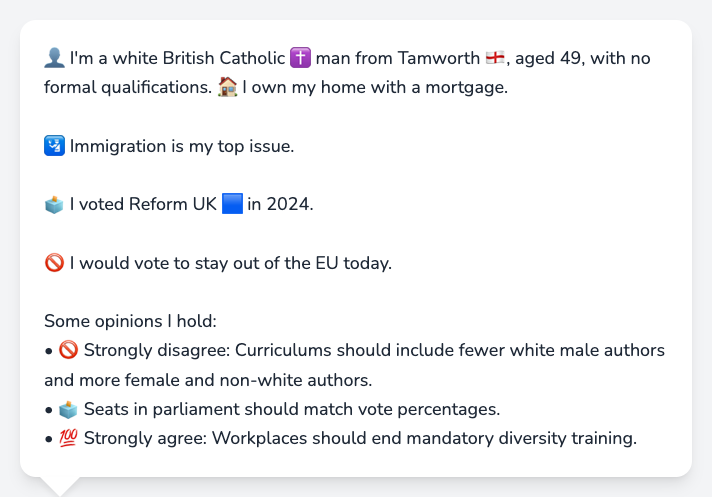 👤 I'm a white British Catholic ✝️ man from Tamworth 🏴󠁧󠁢󠁥󠁮󠁧󠁿, aged 49, with no
formal qualifications. 🏠 I own my home with a mortgage.
🛂 Immigration is my top issue.
🗳️ I voted Reform UK 🟦 in 2024.
🚫 I would vote to stay out of the EU today.
Some opinions I hold:
• 🚫 Strongly disagree: Curriculums should include fewer white male authors
and more female and non-white authors.
• 🗳️ Seats in parliament should match vote percentages.
• 💯 Strongly agree: Workplaces should end mandatory diversity training.